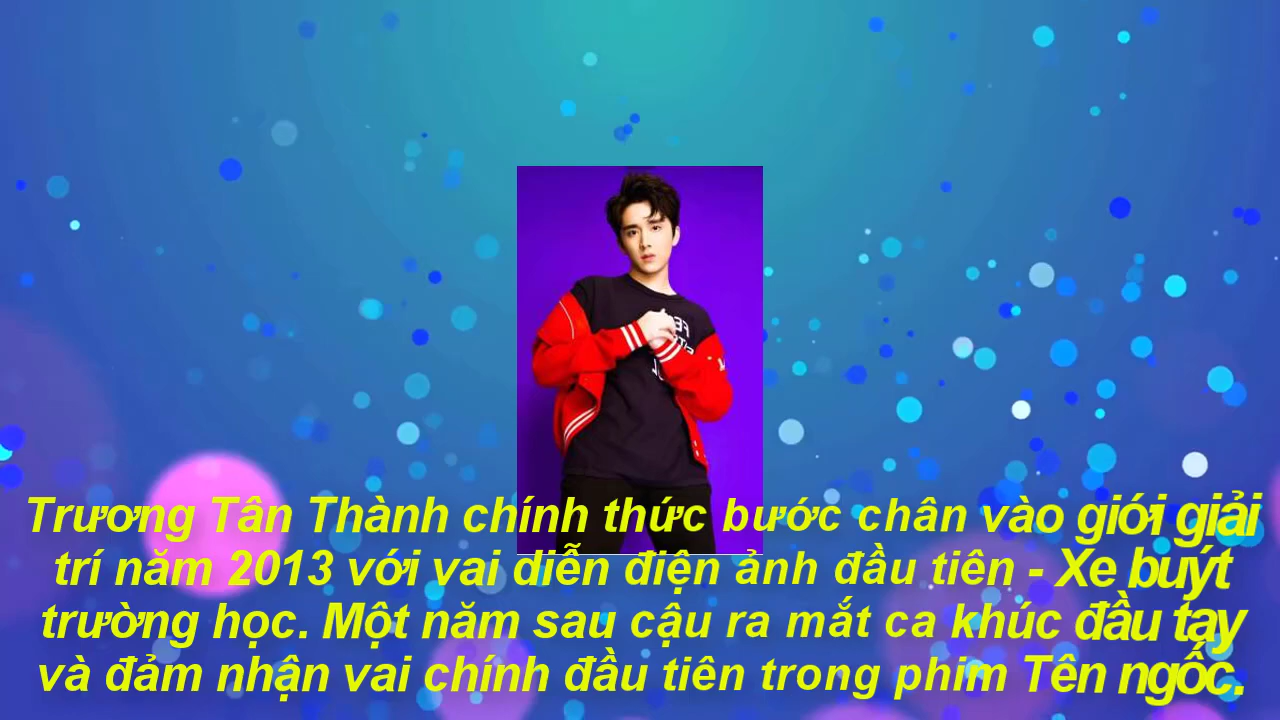 Trương Tân Thành chính thức bước chân vào giới giải
trí năm 2013 với vai diễn điện ảnh đầu tiên - Xe buýt
trường học. Một năm sau cậu ra mắt ca khúc đầu tay
và đảm nhận vai chính đầu tiên trong phim Tên ngốc.